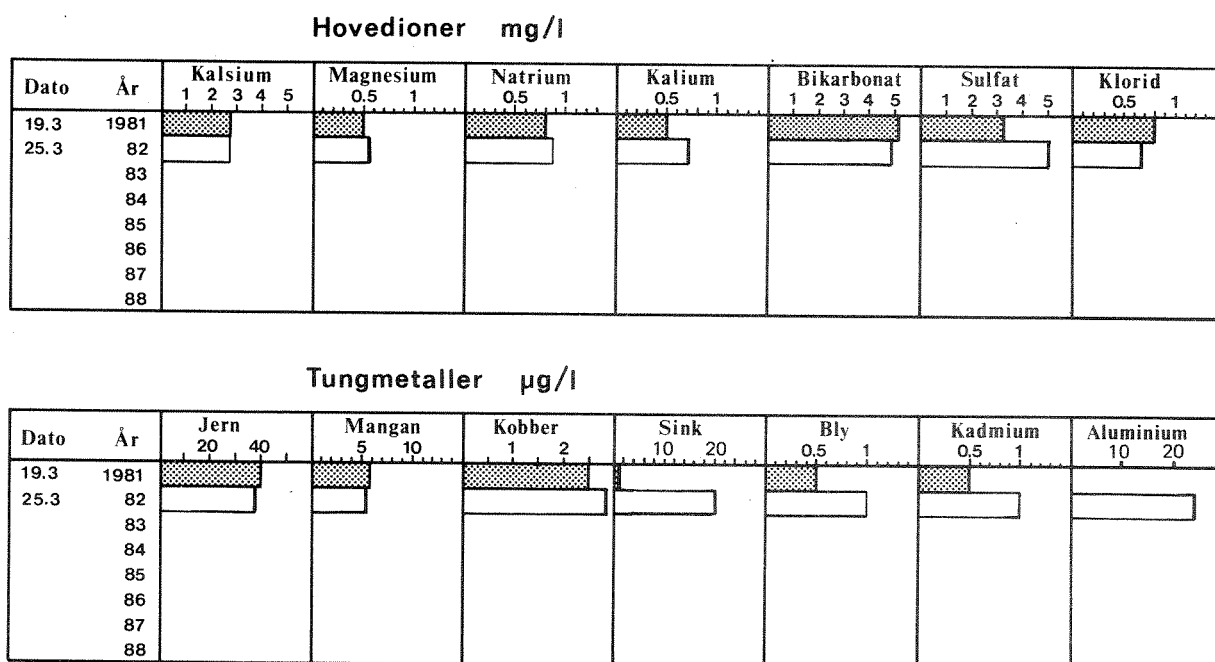 Hovedioner mg/l
Dato År Kalsium Magnesium Natrium Kalium Bikarbonat Sulfat Klorid
1 2 3 4 5 0.5 1 0.5 1 0.5 1 1 2 3 4 5 1 2 3 4 5 0.5 1
19.3 1981
25.3 82
83
84
85
86
87
88
Tungmetaller µg/l
Dato År Jern Mangan Kobber Sink Bly Kadmium Aluminium
20 40 5 10 1 2 10 20 0.5 1 0.5 1 10 20
19.3 1981
25.3 82
83
84
85
86
87
88